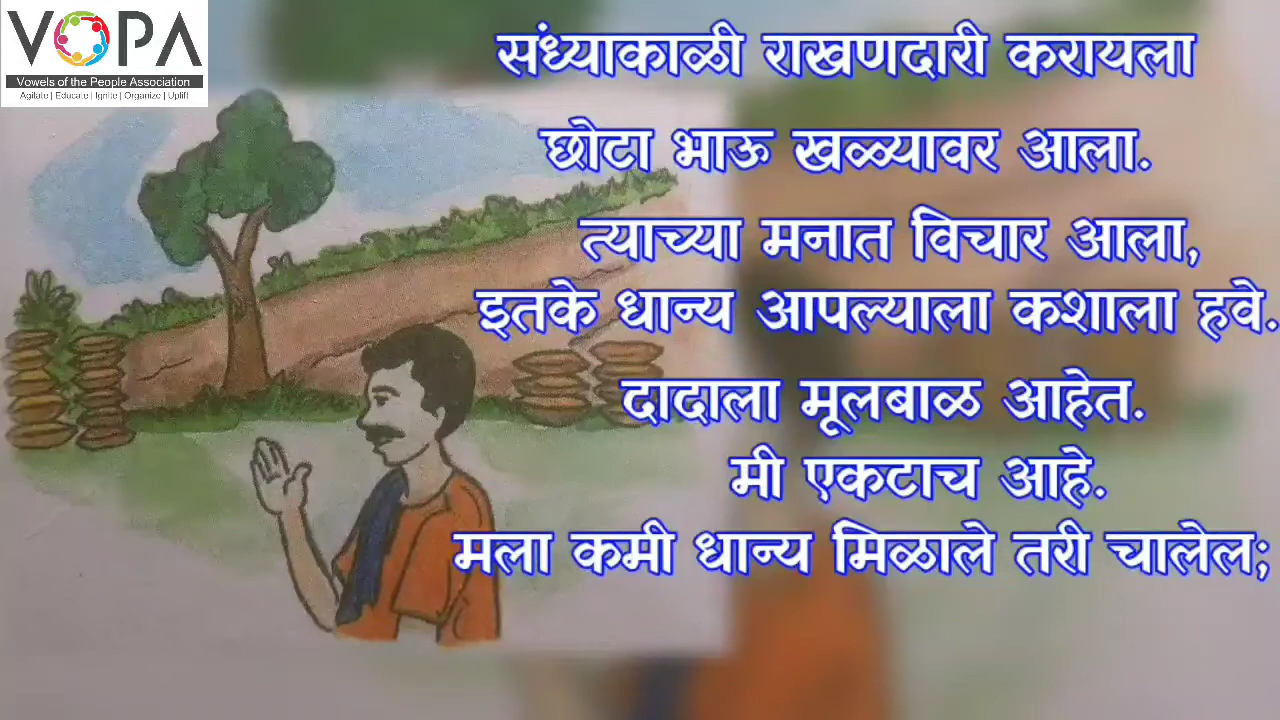 VOPA
Vowels of the People Association
Agitate | Educate | Ignite | Organize | Uplift
संध्याकाळी राखणदारी करायला
छोटा भाऊ खळ्यावर आला.
त्याच्या मनात विचार आला,
इतके धान्य आपल्याला कशाला हवे.
दादाला मूलबाळ आहेत.
मी एकटाच आहे.
मला कमी धान्य मिळाले तरी चालेल;